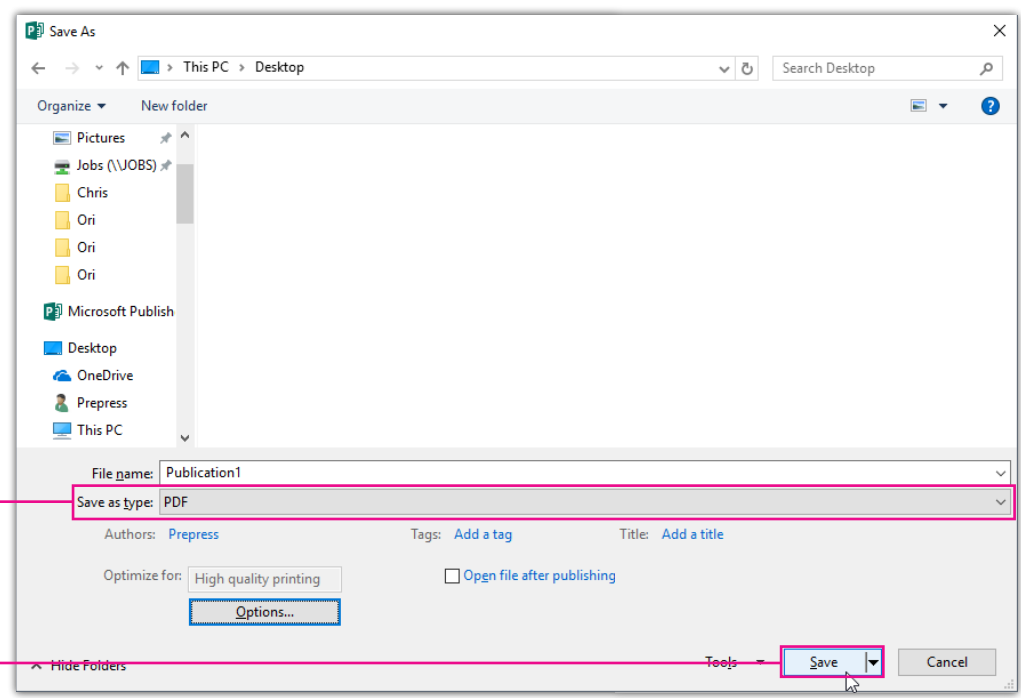 Save As
This PC > Desktop
Search Desktop
Organize
New folder
Pictures
Jobs (\\JOBS)
Chris
Ori
Ori
Ori
Microsoft Publish
Desktop
OneDrive
Prepress
This PC
File name: Publication1
Save as type: PDF
Authors: Prepress Tags: Add a tag Title: Add a title
Optimize for: High quality printing Open file after publishing
Options...
Hide Folders Tools Save Cancel